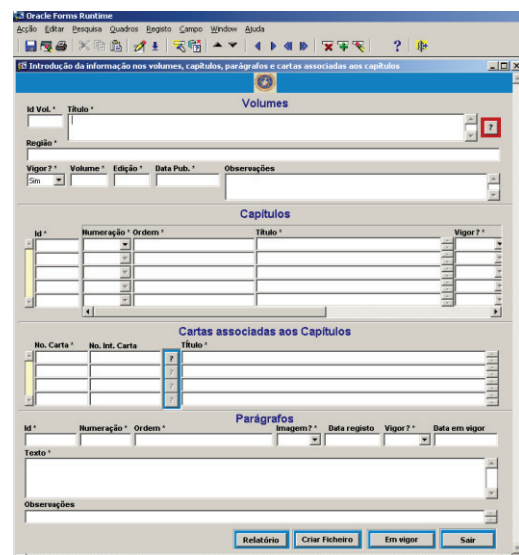 Oracle Forms Runtime
Acção Editar Pesquisa Quadros Registo Campo Window Ajuda
?
Introdução da informação nos volumes, capítulos, parágrafos e cartas associadas aos capítulos
Volumes
Id Vol. * Título *
?
Região *
Vigor? * Volume * Edição * Data Pub. * Observações
Sim
Capítulos
Id * Numeração * Ordem * Título * Vigor? *
Cartas associadas aos Capítulos
No. Carta * No. Int. Carta Título *
?
?
?
?
Parágrafos
Id * Numeração * Ordem * Imagem? * Data registo Vigor? * Data em vigor
Texto *
Observações
Relatório Criar Ficheiro Em vigor Sair